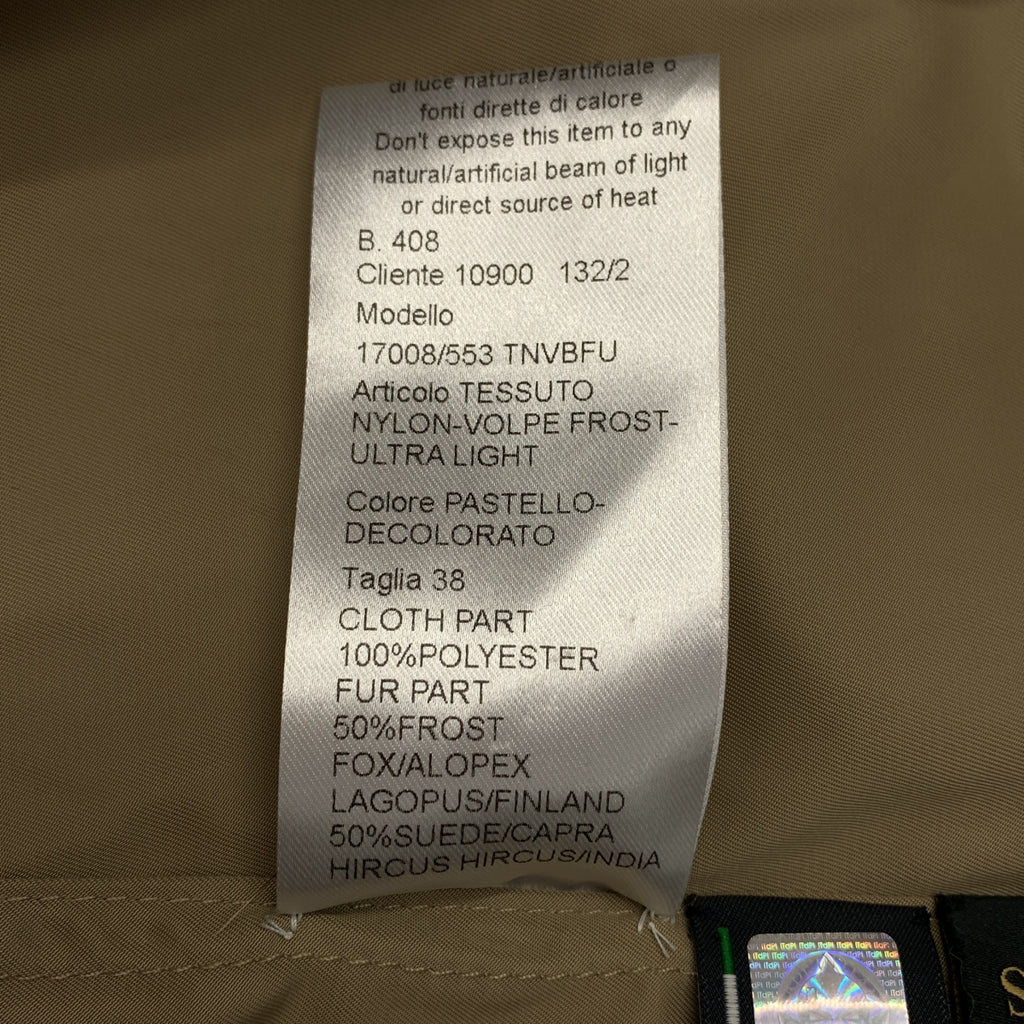 di luce naturale/artificiale o
fonti dirette di calore
Don't expose this item to any
natural/artificial beam of light
or direct source of heat
B. 408
Cliente 10900 132/2
Modello
17008/553 TNVBFU
Articolo TESSUTO
NYLON-VOLPE FROST-
ULTRA LIGHT
Colore PASTELLO-
DECOLORATO
Taglia 38
CLOTH PART
100%POLYESTER
FUR PART
50%FROST
FOX/ALOPEX
LAGOPUS/FINLAND
50%SUEDE/CAPRA
HIRCUS HIRCUS/INDIA
S